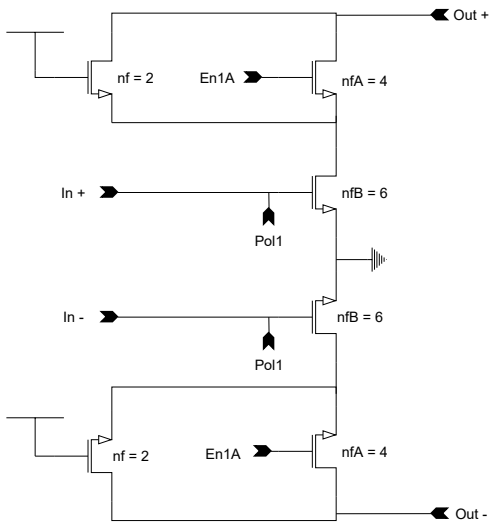 Out +
nf = 2
En1A
nfA = 4
In +
nfB = 6
Pol1
In -
nfB = 6
Pol1
nf = 2
En1A
nfA = 4
Out -